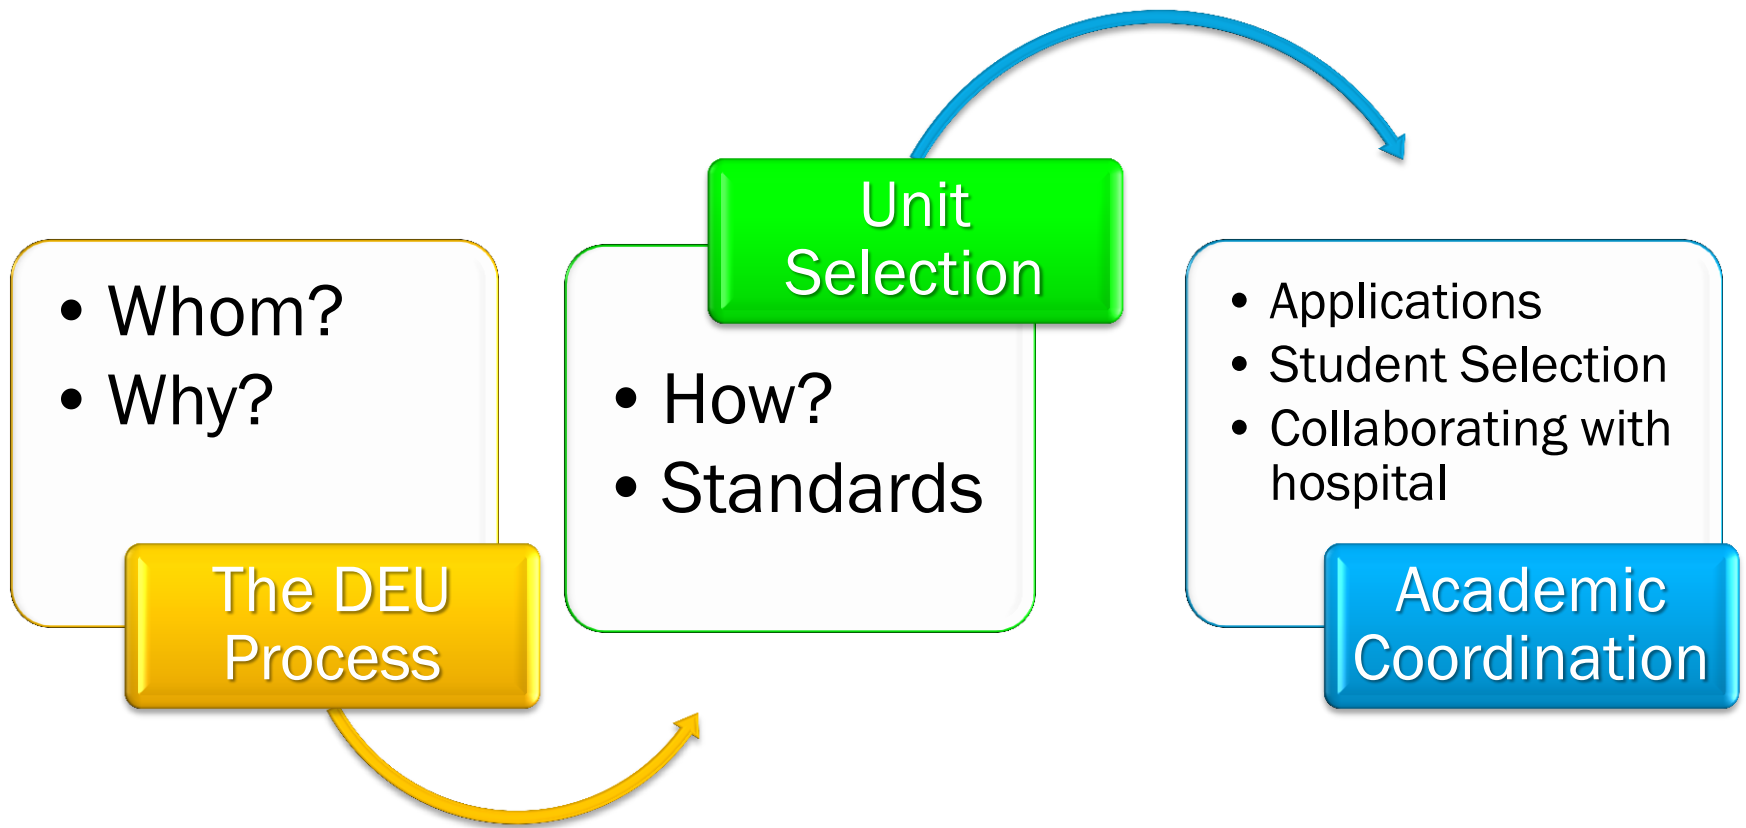 • Whom?
• Why?
The DEU
Process
Unit
Selection
• How?
• Standards
• Applications
• Student Selection
• Collaborating with
hospital
Academic
Coordination